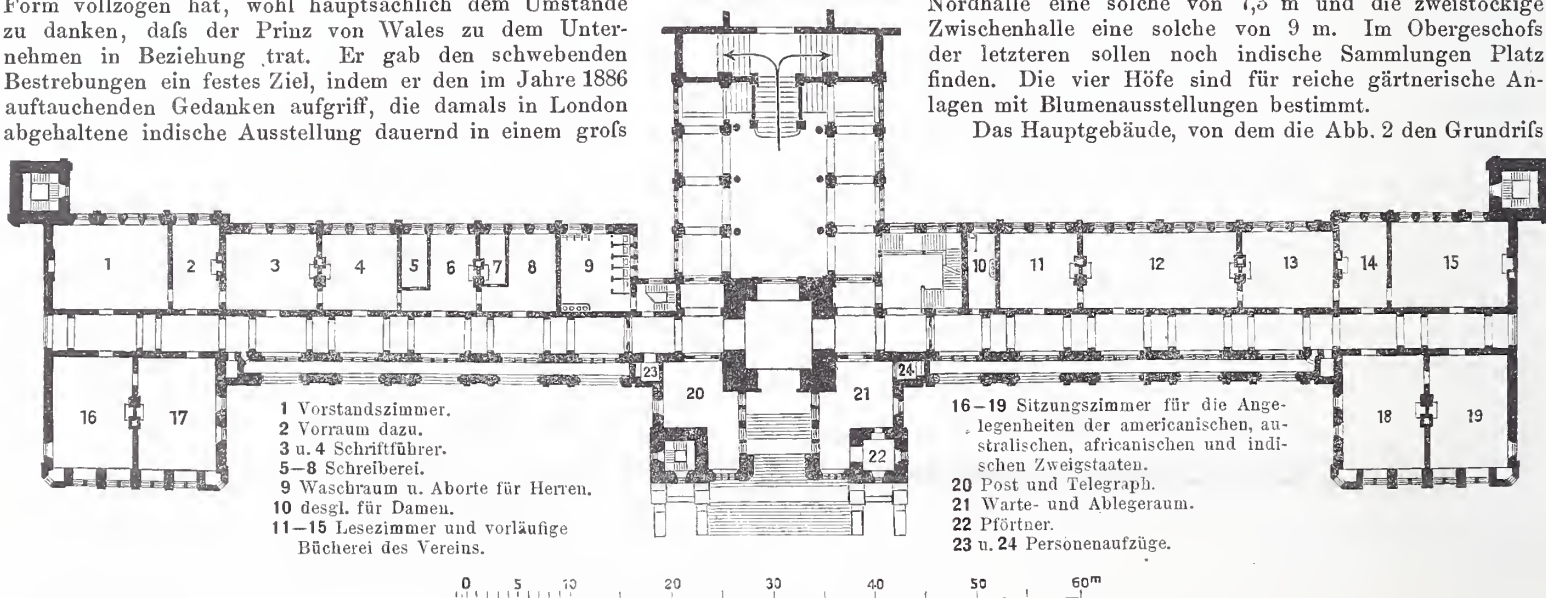 Form vollzogen hat, wohl hauptsächlich dem Umstande
zu danken, dafs der Prinz von Wales zu dem Unter-
nehmen in Beziehung trat. Er gab den schwebenden
Bestrebungen ein festes Ziel, indem er den im Jahre 1886
auftauchenden Gedanken aufgriff, die damals in London
abgehaltene indische Ausstellung dauernd in einem grofs
Nordhalle eine solche von 7,5 m und die zweistöckige
Zwischenhalle eine solche von 9 m. Im Obergeschofs
der letzteren sollen noch indische Sammlungen Platz
finden. Die vier Höfe sind für reiche gärtnerische An-
lagen mit Blumenausstellungen bestimmt.
Das Hauptgebäude, von dem die Abb. 2 den Grundrifs
1 2 3 4 5 6 7 8 9 10 11 12 13 14 15
23 24
16 17 20 21 18 19
22
1 Vorstandszimmer.
2 Vorraum dazu.
3 u. 4 Schriftführer.
5–8 Schreiberei.
9 Waschraum u. Aborte für Herren.
10 desgl. für Damen.
11–15 Lesezimmer und vorläufige
Bücherei des Vereins.
16–19 Sitzungszimmer für die Ange-
legenheiten der americanischen, au-
stralischen, africanischen und indi-
schen Zweigstaaten.
20 Post und Telegraph.
21 Warte- und Ablegeraum.
22 Pförtner.
23 u. 24 Personenaufzüge.
0 5 10 20 30 40 50 60m